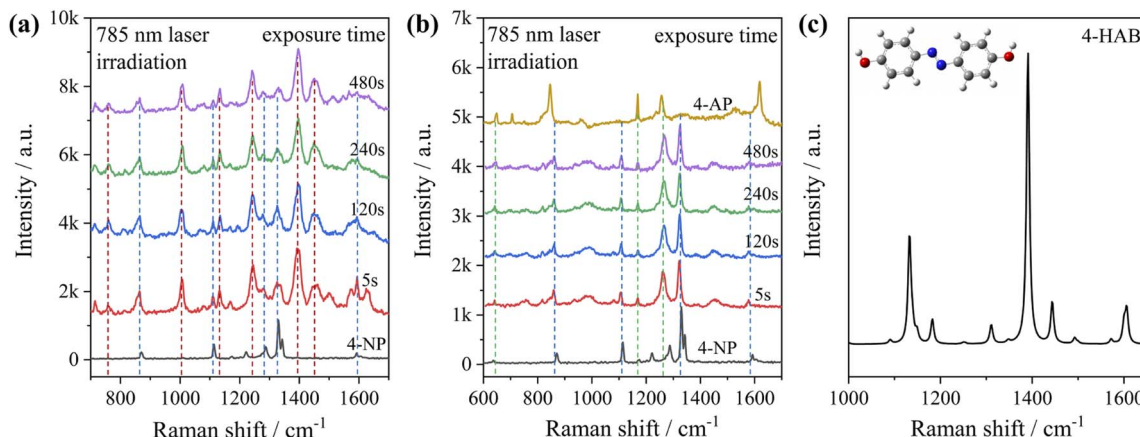 (a)
785 nm laser
irradiation
exposure time
480s
240s
120s
5s
4-NP
10k
8k
6k
4k
2k
0
Intensity / a.u.
800 1000 1200 1400 1600
Raman shift / cm⁻¹
(b)
785 nm laser
irradiation
exposure time
4-AP
480s
240s
120s
5s
4-NP
7k
6k
5k
4k
3k
2k
1k
0
Intensity / a.u.
600 800 1000 1200 1400 1600
Raman shift / cm⁻¹
(c)
4-HAB
Intensity / a.u.
1000 1200 1400 1600
Raman shift / cm⁻¹